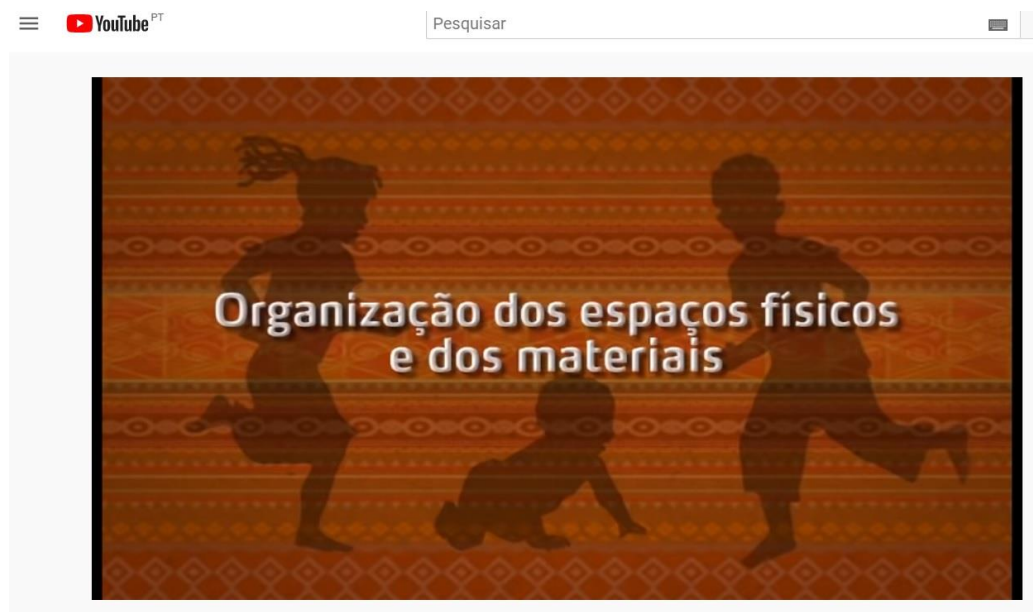 YouTube PT
Pesquisar
Organização dos espaços físicos
e dos materiais